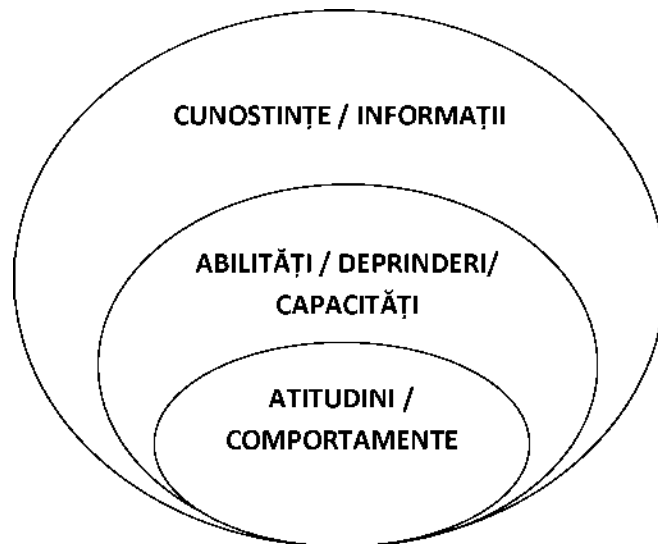 CUNOSTINȚE / INFORMAȚII
ABILITĂȚI / DEPRINDERI/
CAPACITĂȚI
ATITUDINI /
COMPORTAMENTE